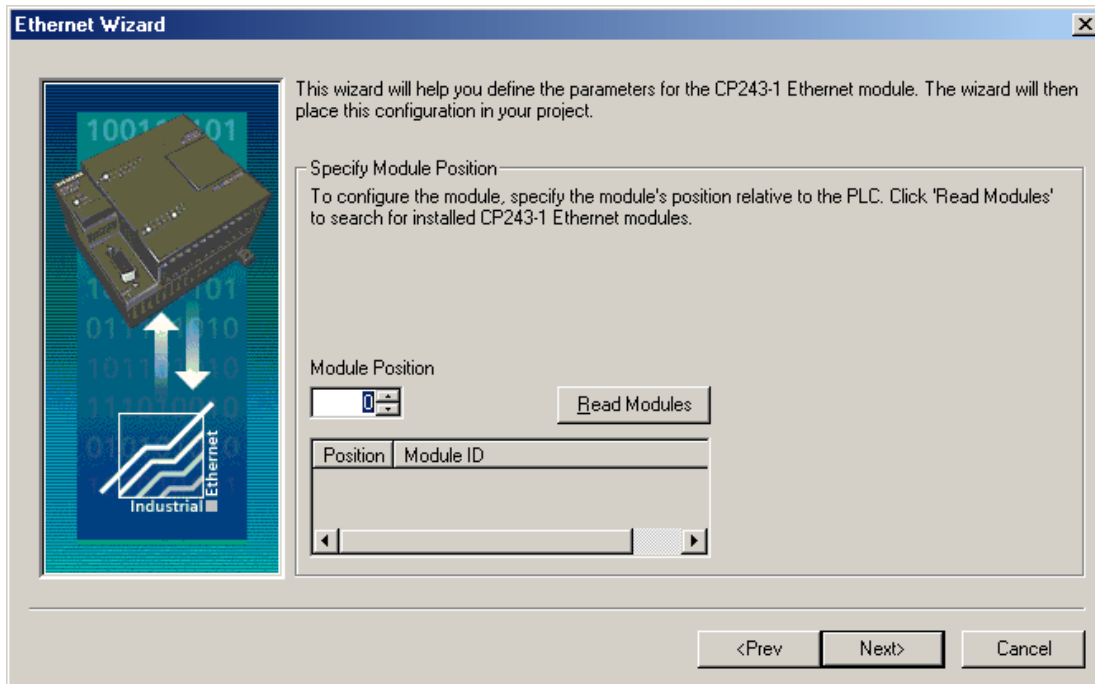 Ethernet Wizard
This wizard will help you define the parameters for the CP243-1 Ethernet module. The wizard will then
place this configuration in your project.
Specify Module Position
To configure the module, specify the module's position relative to the PLC. Click 'Read Modules'
to search for installed CP243-1 Ethernet modules.
Module Position
0
Read Modules
Position Module ID
Industrial
Ethernet
<Prev
Next>
Cancel